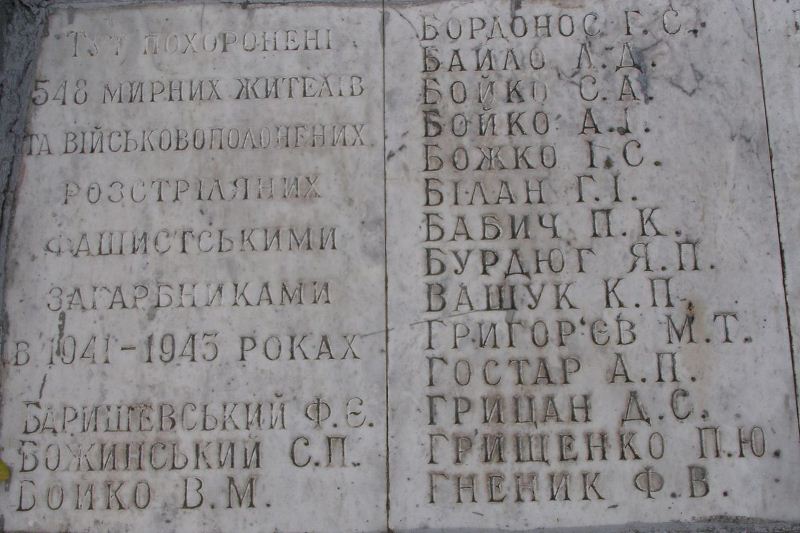 ТУТ ПОХОРОНЕНІ
548 МИРНИХ ЖИТЕЛІВ
ТА ВІЙСЬКОВОПОЛОНЕНИХ
РОЗСТРІЛЯНИХ
ФАШИСТСЬКИМИ
ЗАГАРБНИКАМИ
В 1941-1943 РОКАХ
БАРИШЕВСЬКИЙ Ф.Є.
БОЖИНСЬКИЙ С.П.
БОЙКО В.М.
БОРДОНОС Г.С.
БАЙЛО Л.Д.
БОЙКО С.А.
БОЙКО А.І.
БОЖКО І.С.
БІЛАН Г.І.
БАБИЧ П.К.
БУРДЮГ Я.П.
ВАЩУК К.П.
ГРИГОР'ЄВ М.Т.
ГОСТАР А.П.
ГРИЦАН Д.С.
ГРИЩЕНКО П.Ю.
ГНЕНИК Ф.В.